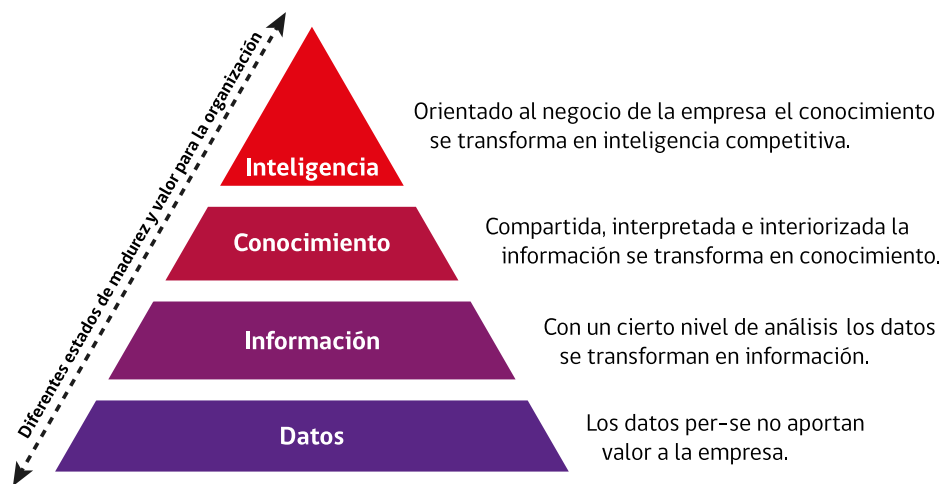 Diferentes estados de madurez y valor para la organización
Inteligencia
Orientado al negocio de la empresa el conocimiento
se transforma en inteligencia competitiva.
Conocimiento
Compartida, interpretada e interiorizada la
información se transforma en conocimiento.
Información
Con un cierto nivel de análisis los datos
se transforman en información.
Datos
Los datos per-se no aportan
valor a la empresa.